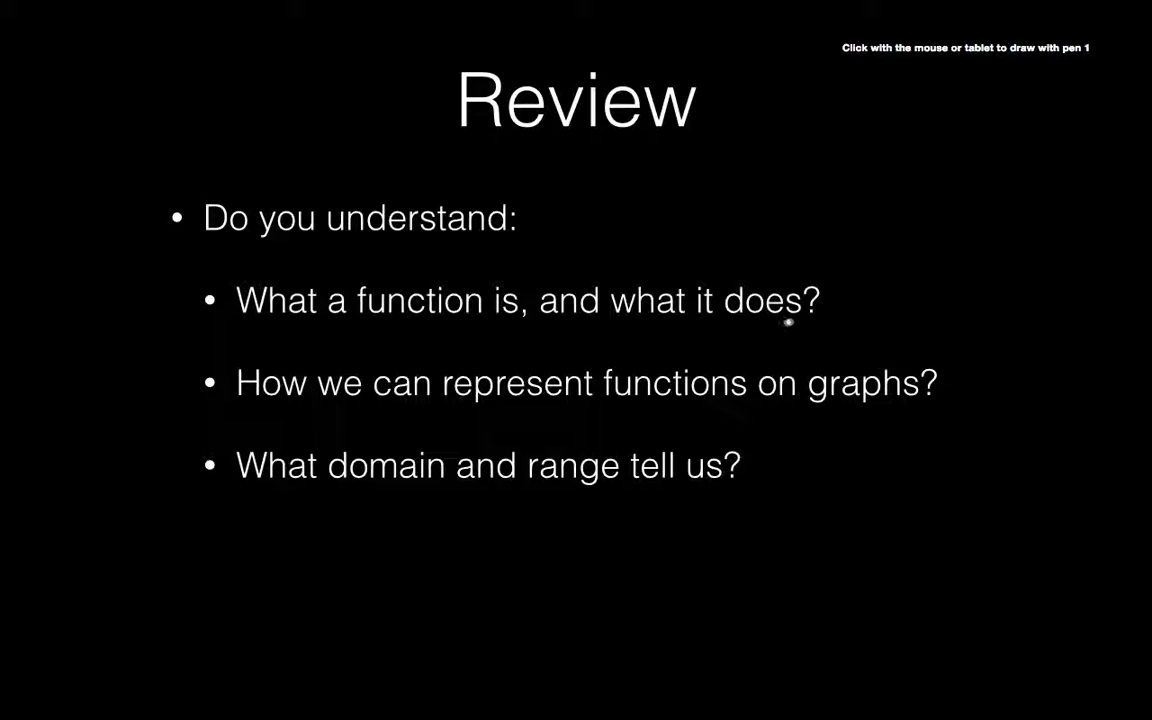 Click with the mouse or tablet to draw with pen 1
Review
• Do you understand:
• What a function is, and what it does?
• How we can represent functions on graphs?
• What domain and range tell us?